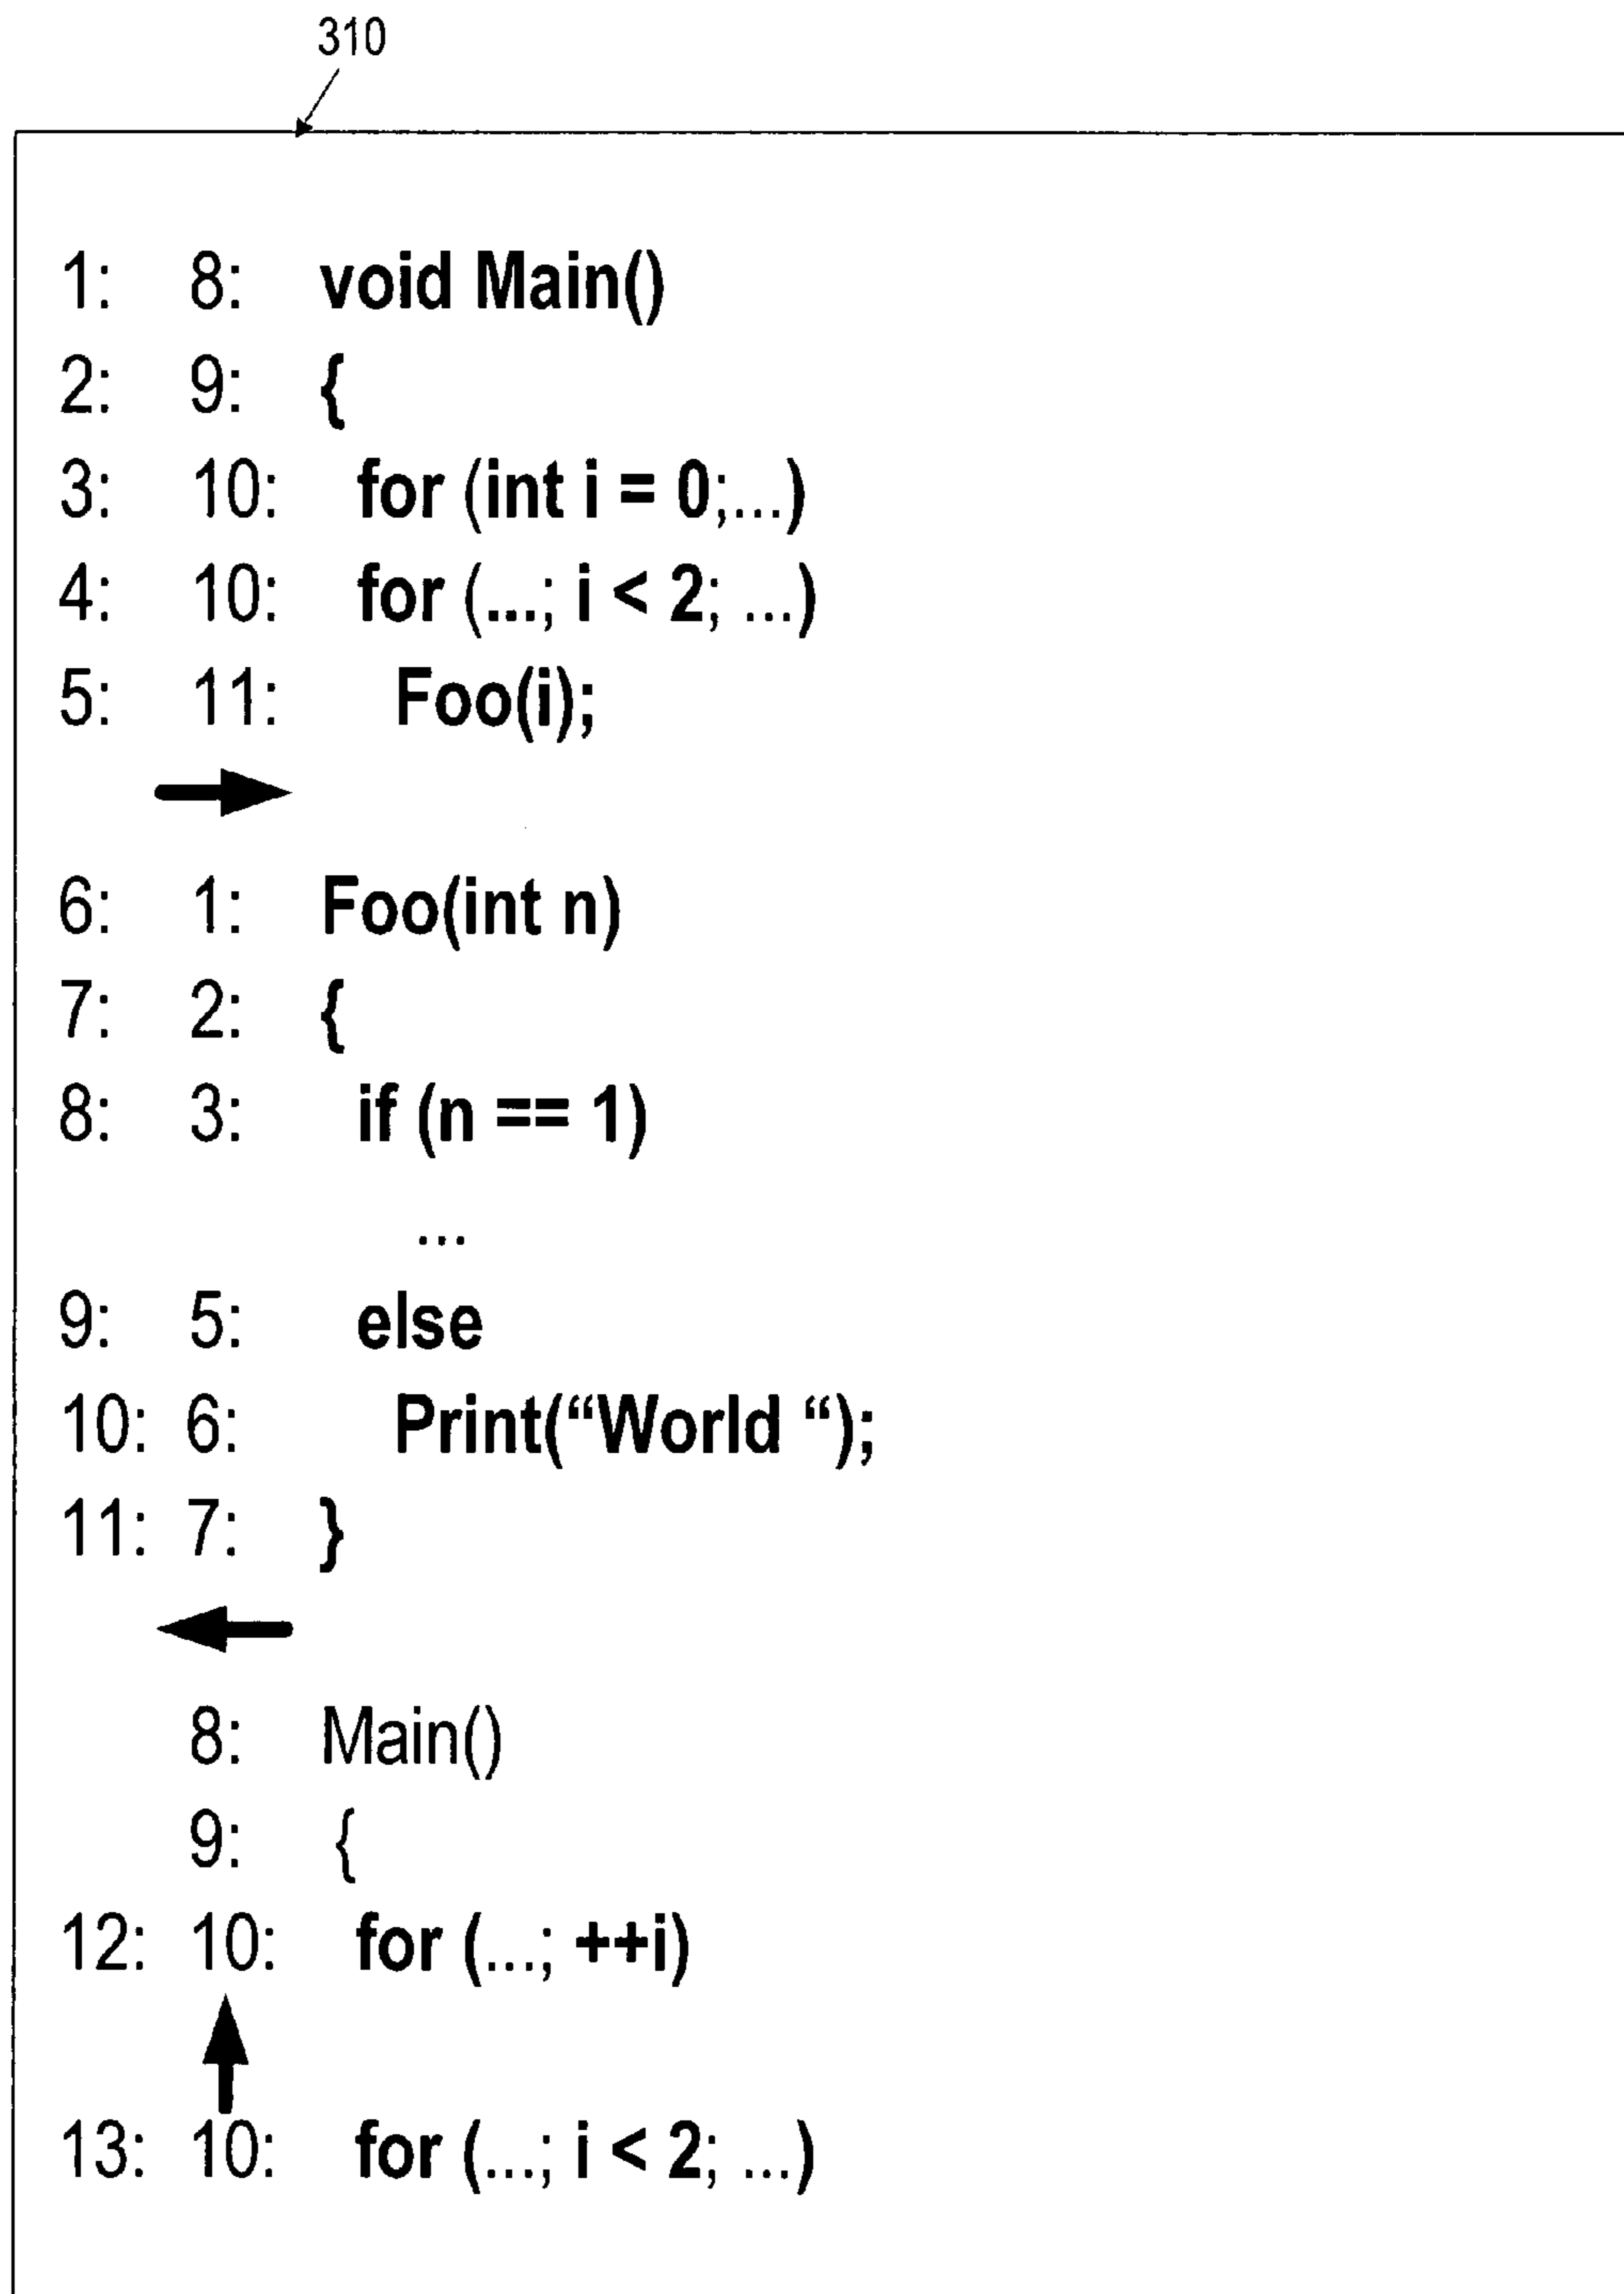 310
1: 8: void Main()
2: 9: {
3: 10: for (int i = 0;...)
4: 10: for (...; i < 2; ...)
5: 11: Foo(i);
6: 1: Foo(int n)
7: 2: {
8: 3: if (n == 1)
...
9: 5: else
10: 6: Print(“World “);
11: 7: }
8: Main()
9: {
12: 10: for (...; ++i)
13: 10: for (...; i < 2; ...)